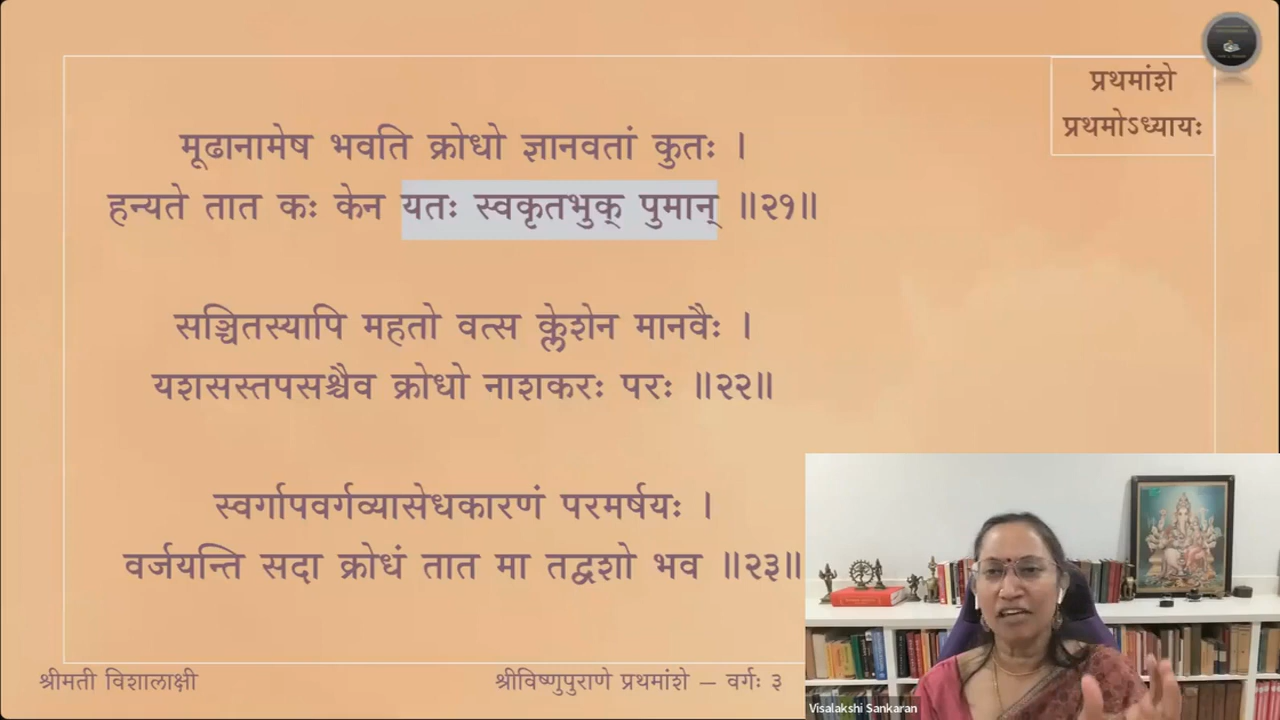 प्रथमांशे
प्रथमोऽध्यायः
मूढानामेष भवति क्रोधो ज्ञानवतां कुतः ।
हन्यते तात कः केन यतः स्वकृतभुक् पुमान् ॥२१॥
सञ्चितस्यापि महतो वत्स क्लेशेन मानवैः ।
यशसस्तपसश्चैव क्रोधो नाशकरः परः ॥२२॥
स्वर्गापवर्गव्यासेधकारणं परमर्षयः ।
वर्जयन्ति सदा क्रोधं तात मा तद्वशो भव ॥२३॥
श्रीमती विशालाक्षी
श्रीविष्णुपुराणे प्रथमांशे – वर्गः ३
Visalakshi Sankaran